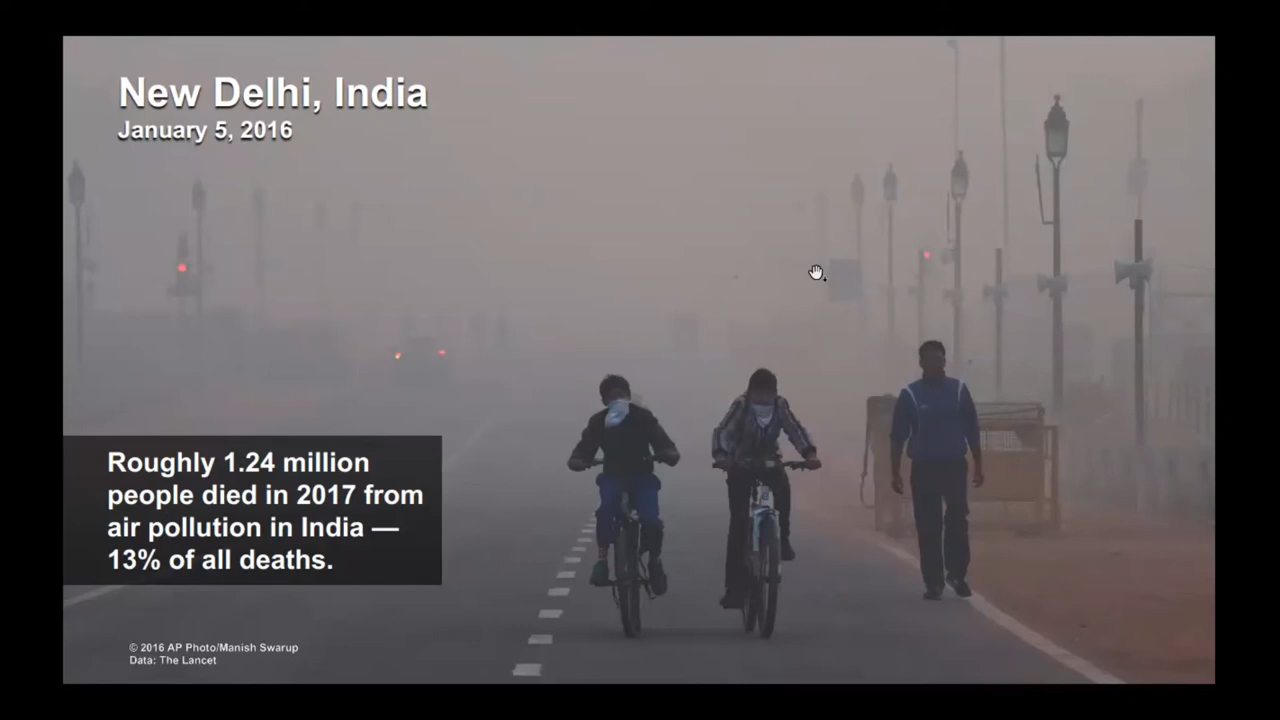 New Delhi, India
January 5, 2016
Roughly 1.24 million
people died in 2017 from
air pollution in India —
13% of all deaths.
© 2016 AP Photo/Manish Swarup
Data: The Lancet